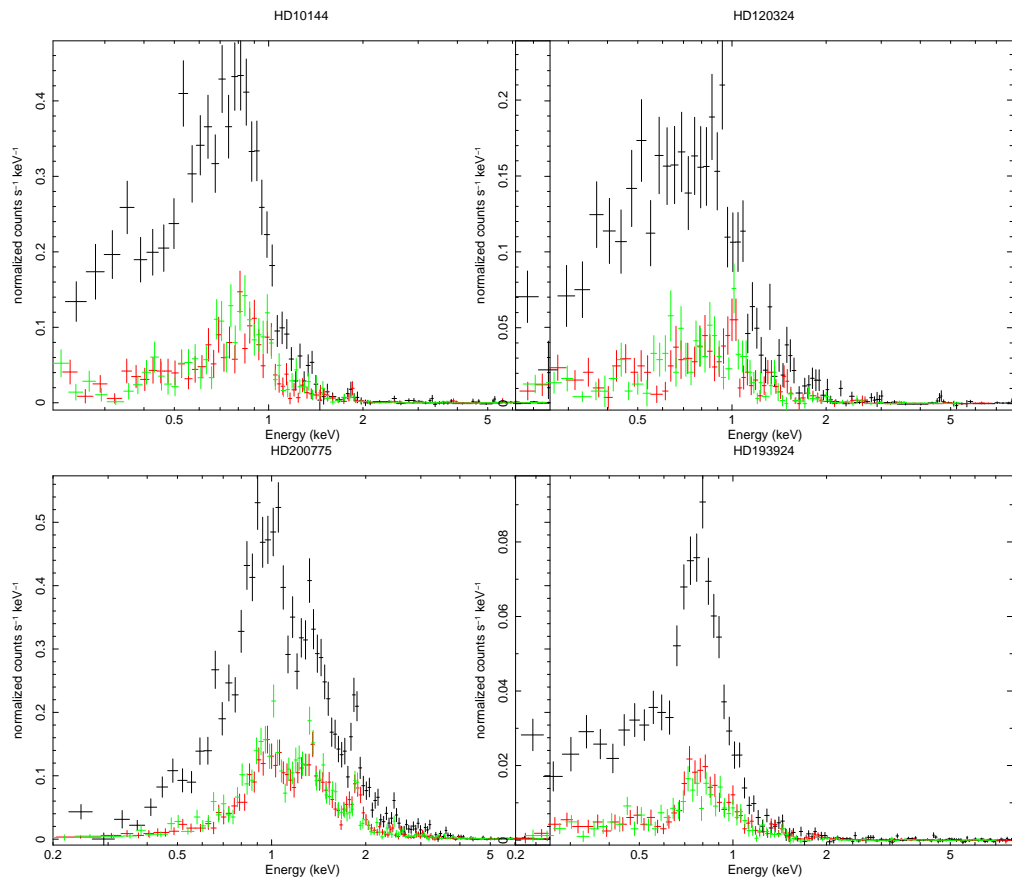 HD10144
HD120324
normalized counts s⁻¹ keV⁻¹
0 0.1 0.2 0.3 0.4
0.5 1 2 5
Energy (keV)
normalized counts s⁻¹ keV⁻¹
0 0.05 0.1 0.15 0.2
0.5 1 2 5
Energy (keV)
HD200775
HD193924
normalized counts s⁻¹ keV⁻¹
0 0.1 0.2 0.3 0.4 0.5
0.2 0.5 1 2 5
Energy (keV)
normalized counts s⁻¹ keV⁻¹
0 0.02 0.04 0.06 0.08
0.2 0.5 1 2 5
Energy (keV)